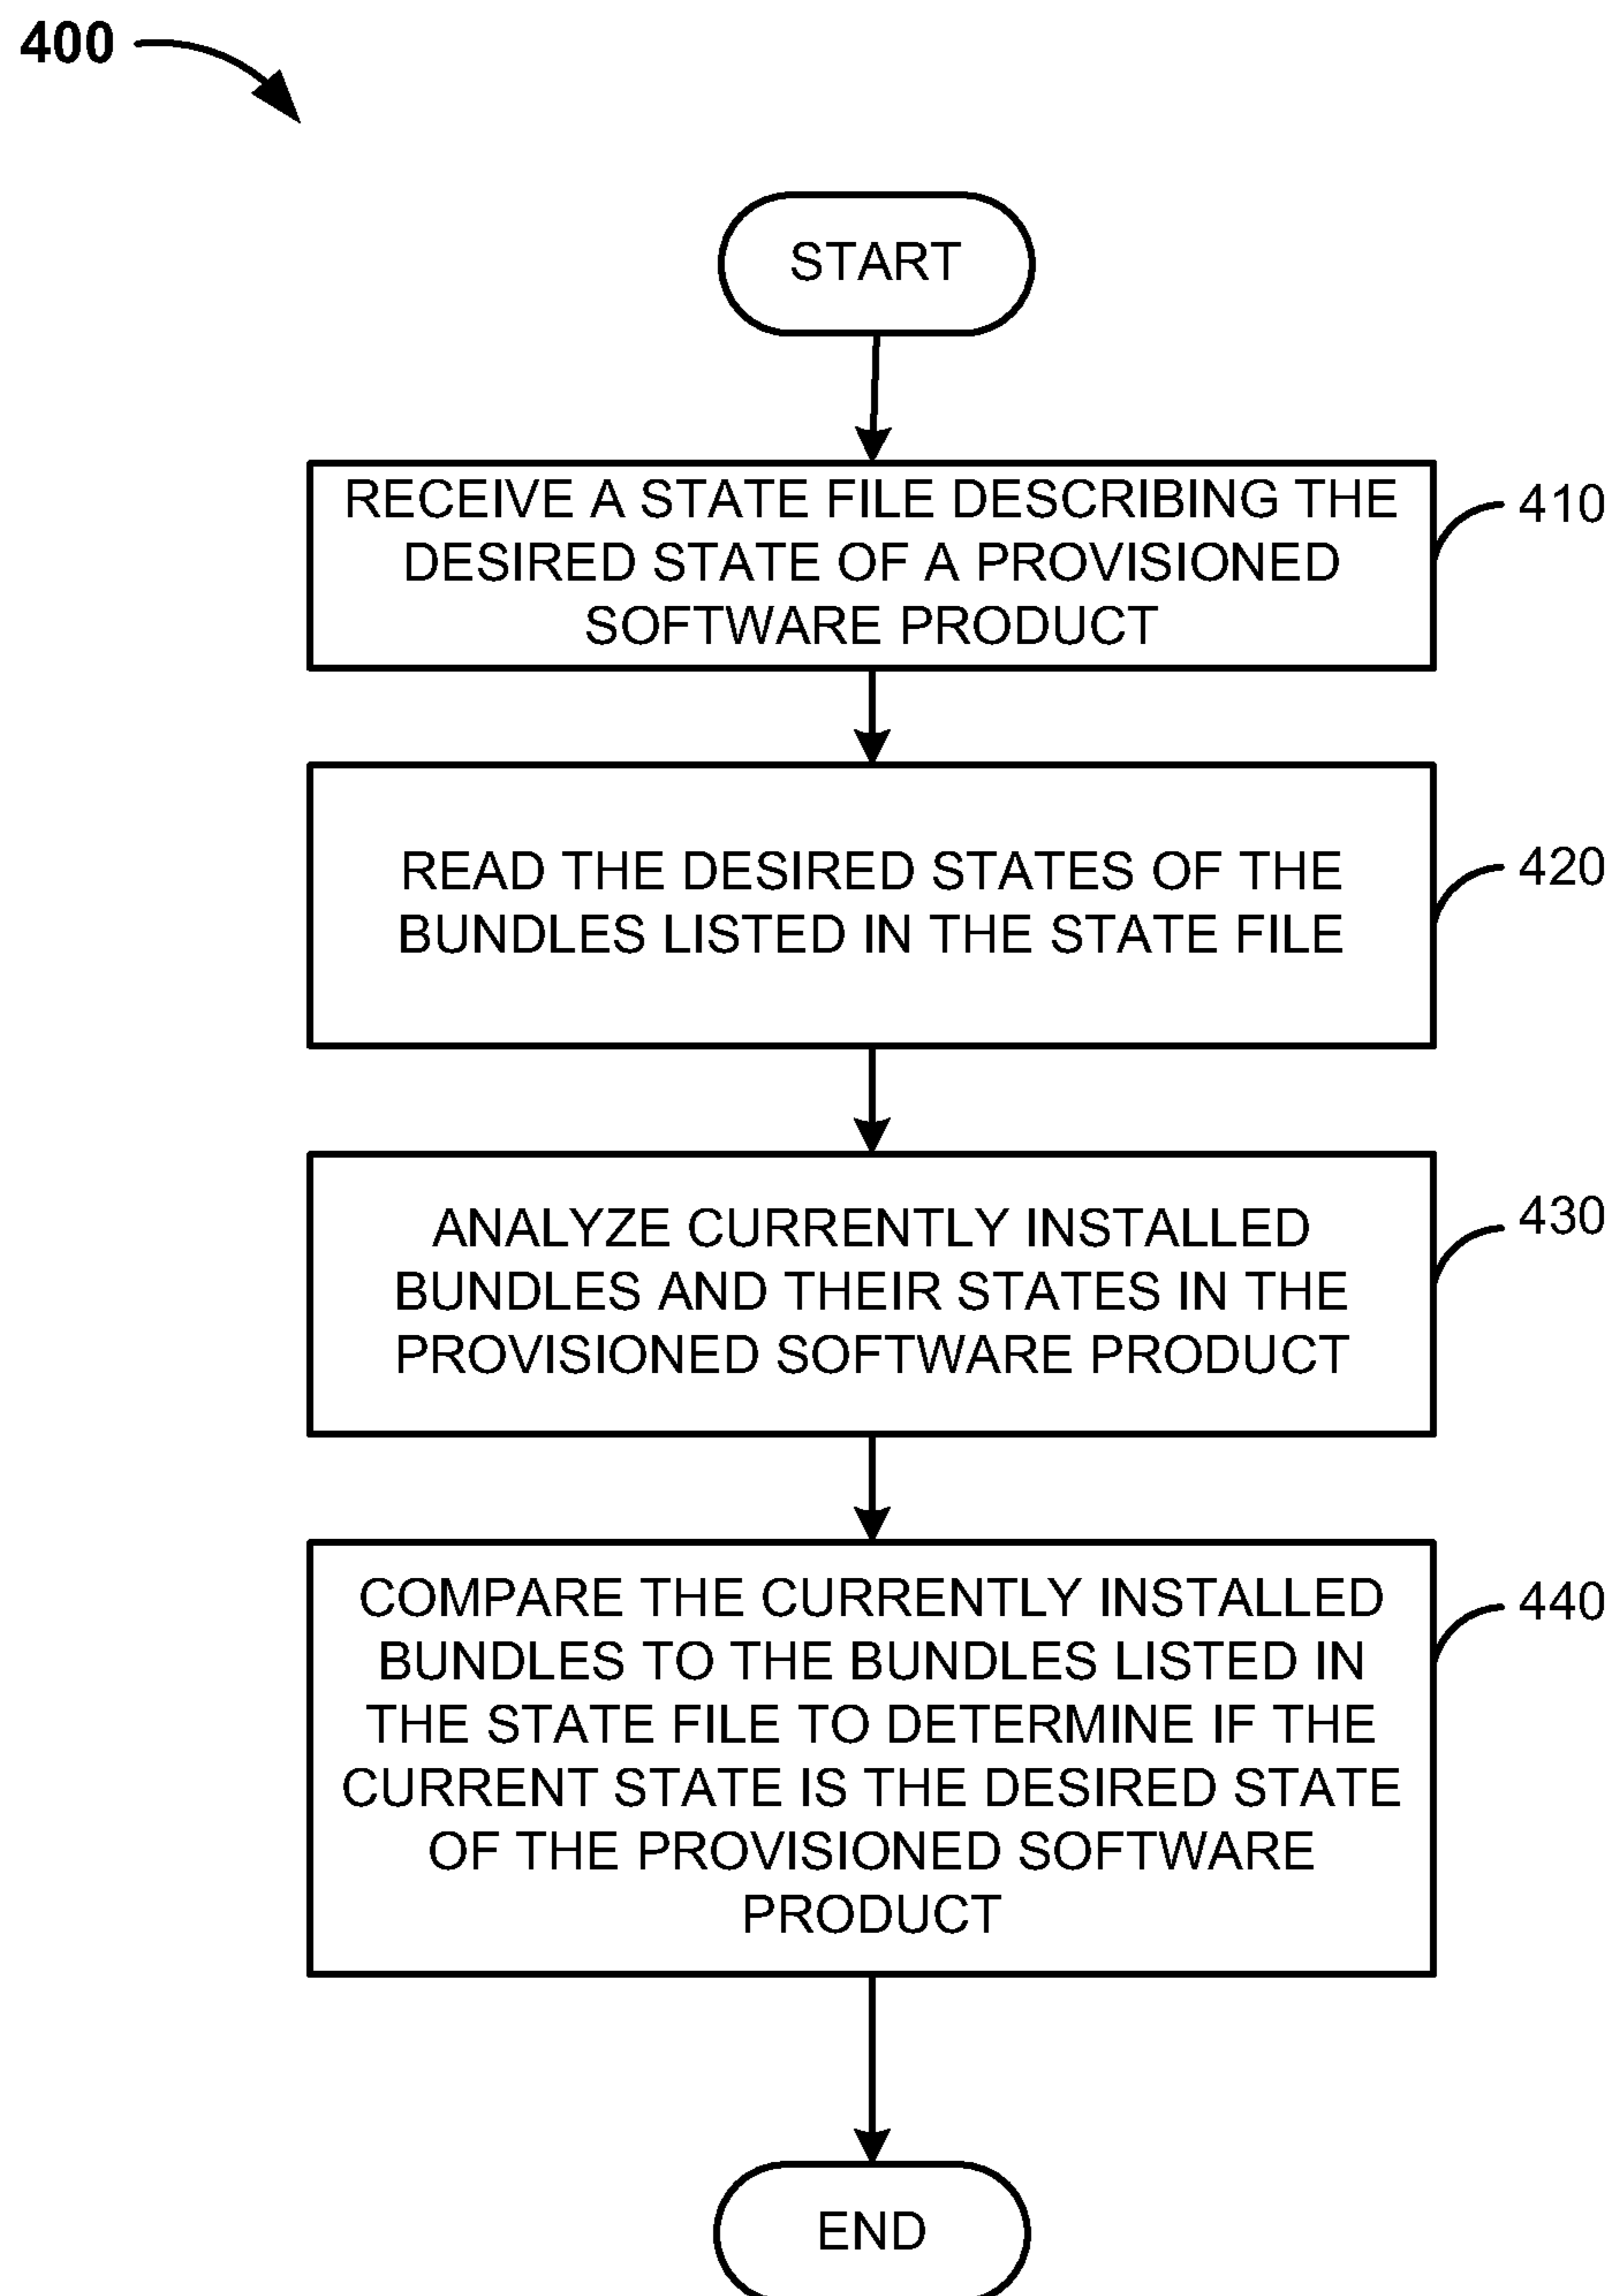 400
START
RECEIVE A STATE FILE DESCRIBING THE
DESIRED STATE OF A PROVISIONED
SOFTWARE PRODUCT
410
READ THE DESIRED STATES OF THE
BUNDLES LISTED IN THE STATE FILE
420
ANALYZE CURRENTLY INSTALLED
BUNDLES AND THEIR STATES IN THE
PROVISIONED SOFTWARE PRODUCT
430
COMPARE THE CURRENTLY INSTALLED
BUNDLES TO THE BUNDLES LISTED IN
THE STATE FILE TO DETERMINE IF THE
CURRENT STATE IS THE DESIRED STATE
OF THE PROVISIONED SOFTWARE
PRODUCT
440
END